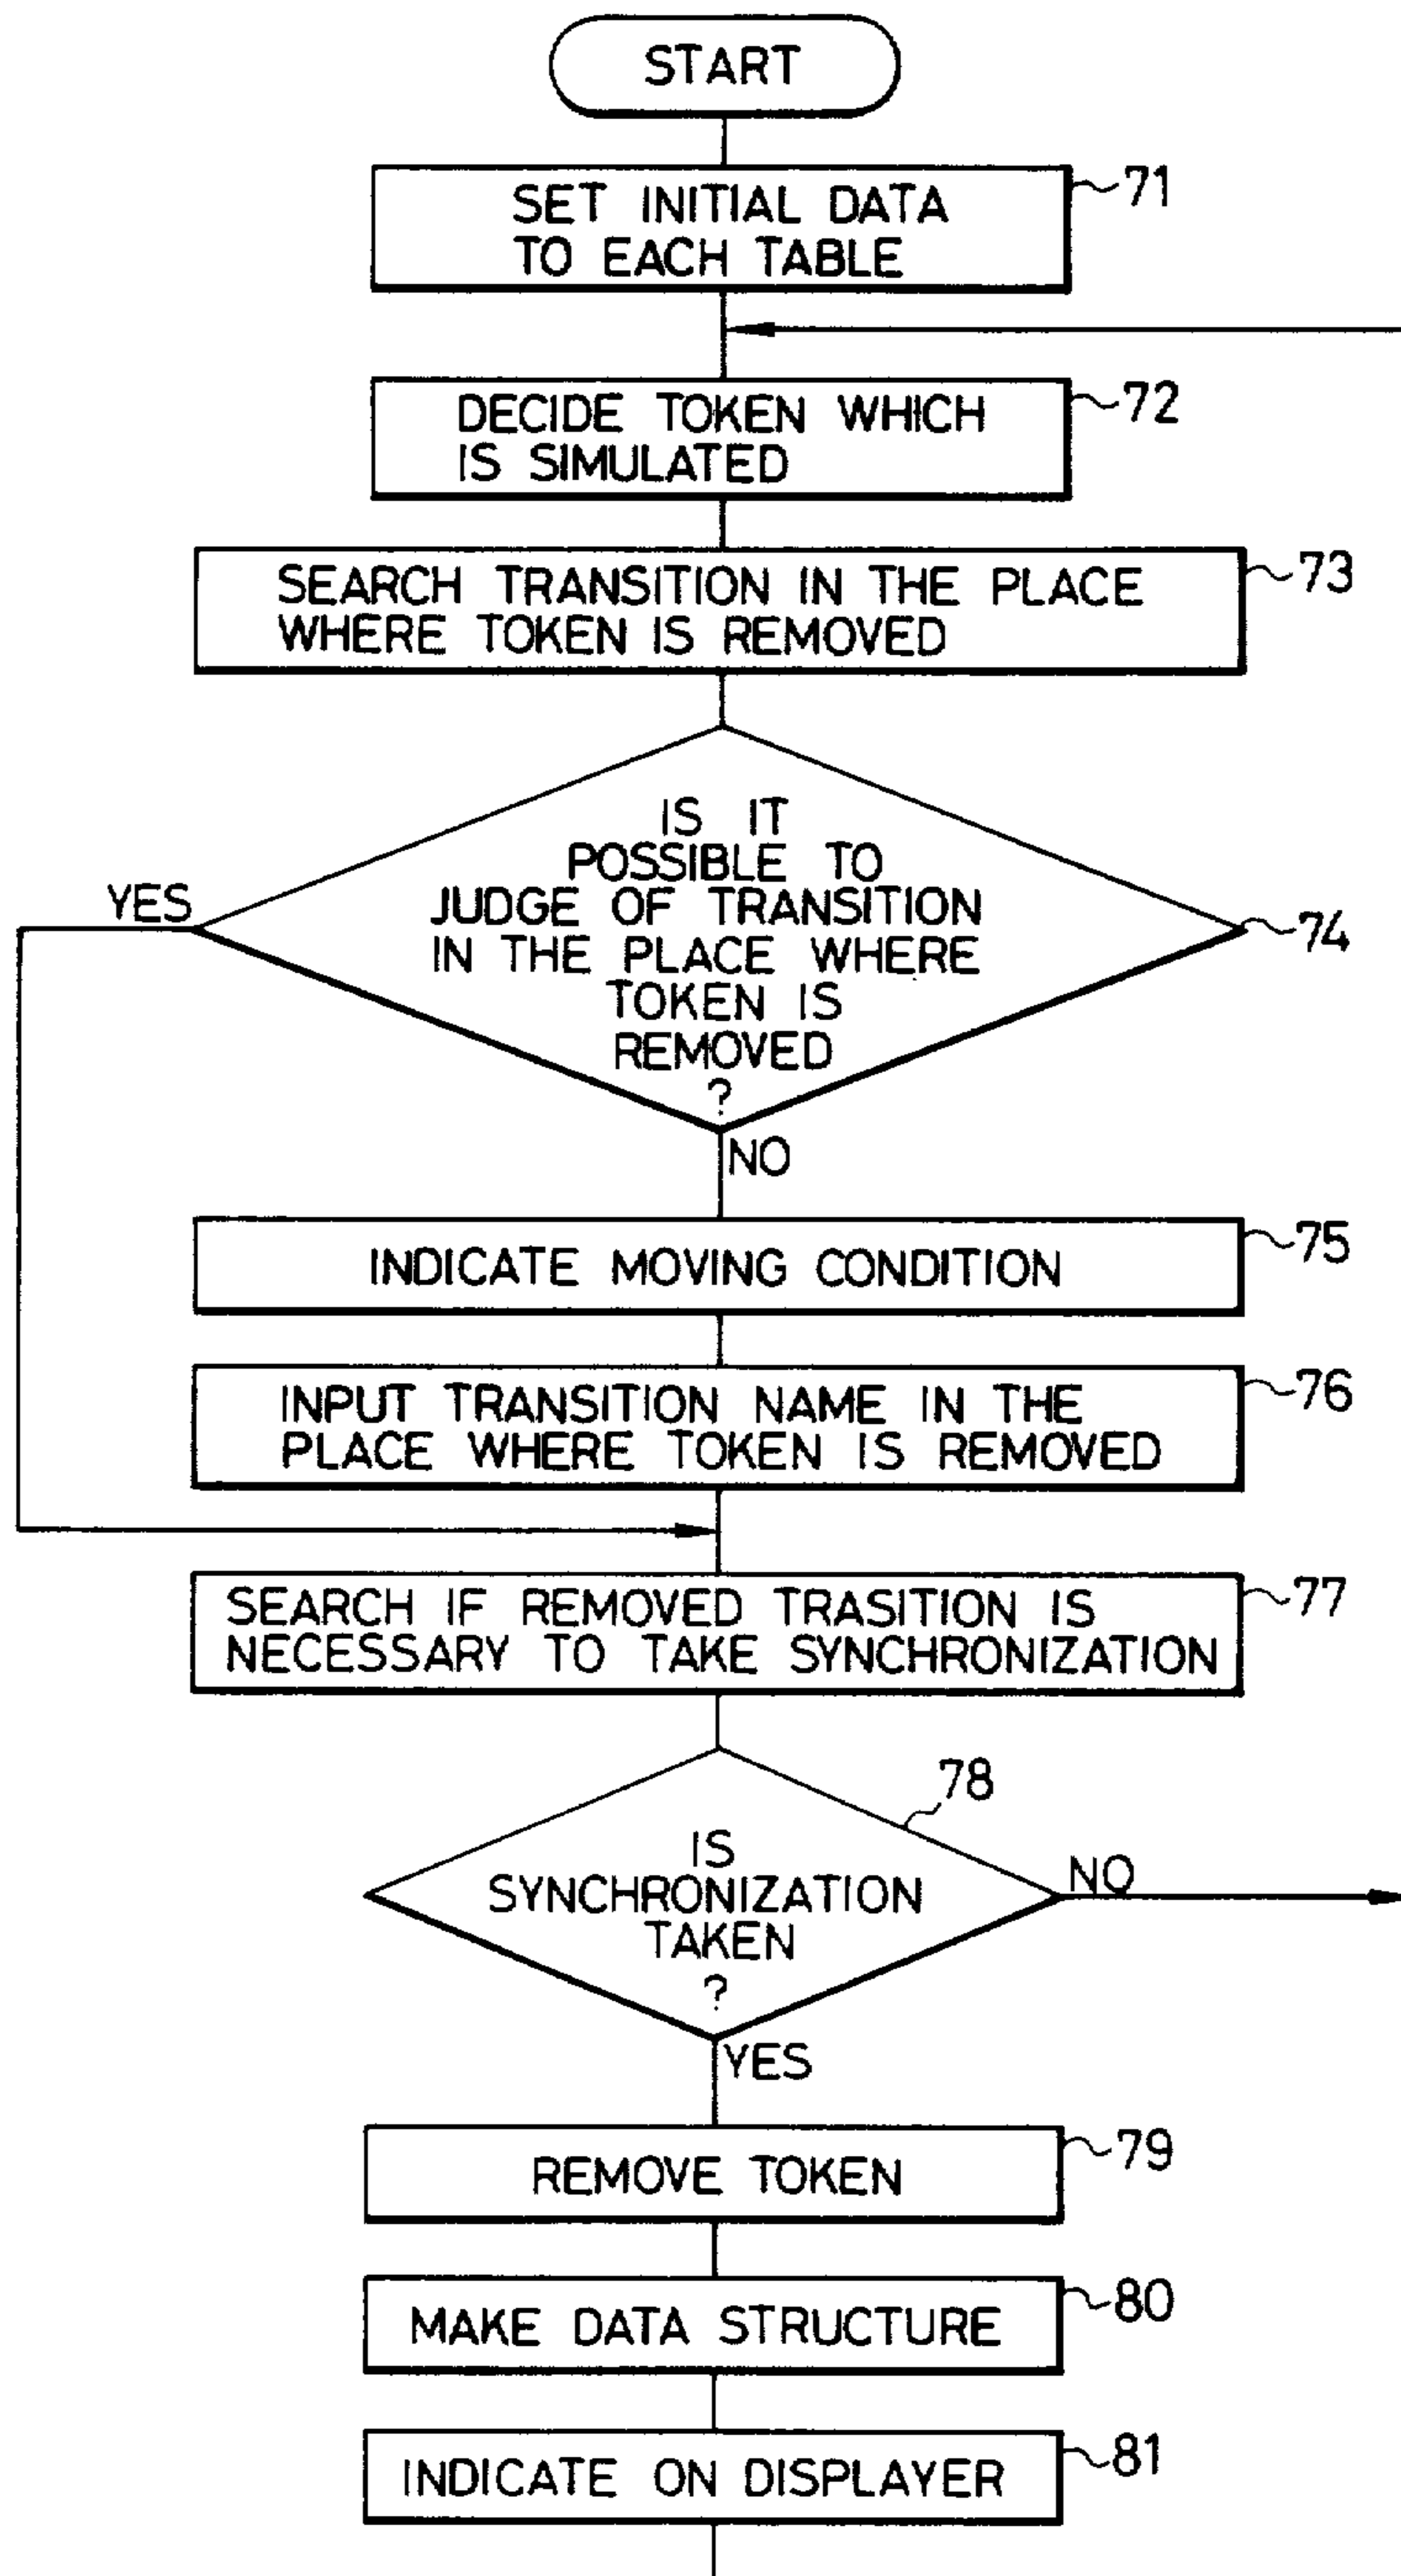 START
SET INITIAL DATA
TO EACH TABLE
71
DECIDE TOKEN WHICH
IS SIMULATED
72
SEARCH TRANSITION IN THE PLACE
WHERE TOKEN IS REMOVED
73
IS IT
POSSIBLE TO
JUDGE OF TRANSITION
IN THE PLACE WHERE
TOKEN IS
REMOVED
?
74
YES
NO
INDICATE MOVING CONDITION
75
INPUT TRANSITION NAME IN THE
PLACE WHERE TOKEN IS REMOVED
76
SEARCH IF REMOVED TRASITION IS
NECESSARY TO TAKE SYNCHRONIZATION
77
78
IS
SYNCHRONIZATION
TAKEN
?
NO
YES
REMOVE TOKEN
79
MAKE DATA STRUCTURE
80
INDICATE ON DISPLAYER
81